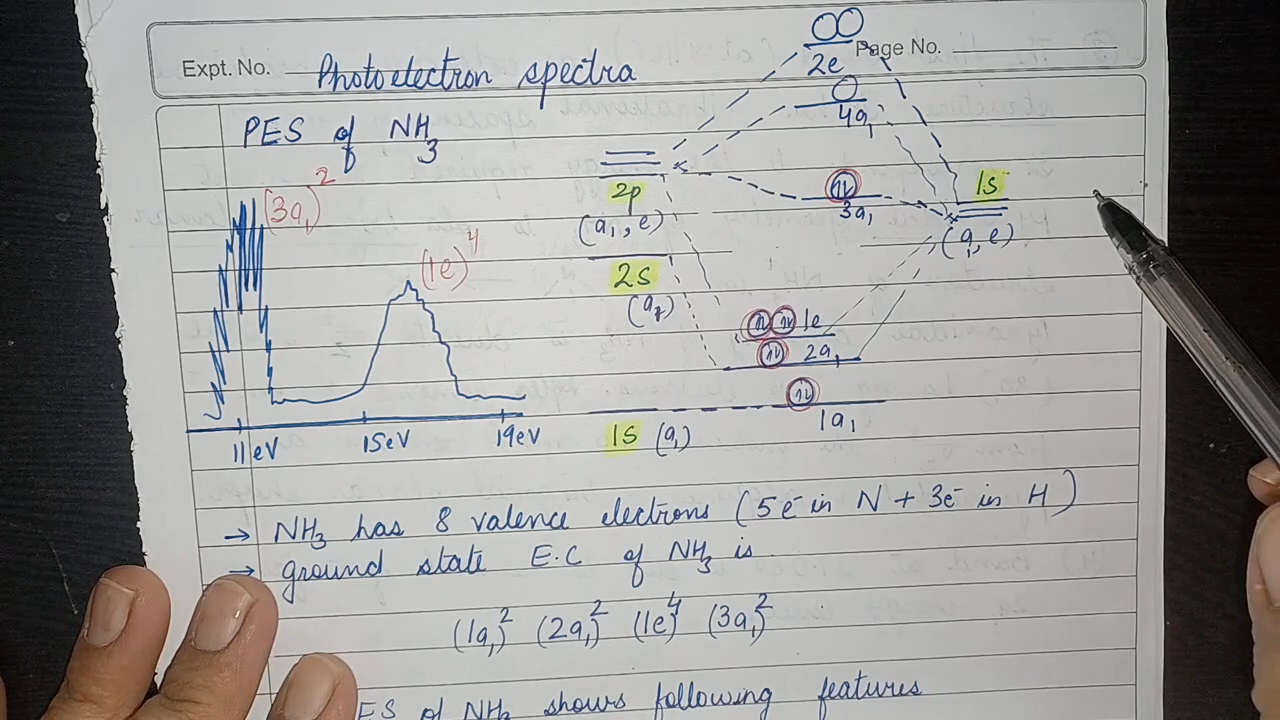 Expt. No. Photoelectron spectra
Page No.
PES of NH₃
(3a₁)²
(1e)⁴
11eV 15eV 19eV
2e
4a₁
2p
(a₁, e)
1s
(a₁e)
3a₁
2s
(a₁)
1e
2a₁
1s (a₁)
1a₁
→ NH₃ has 8 valence electrons (5e⁻ in N + 3e⁻ in H)
→ ground state E.C of NH₃ is
(1a₁)² (2a₁)² (1e)⁴ (3a₁)²
PES of NH₃ shows following features